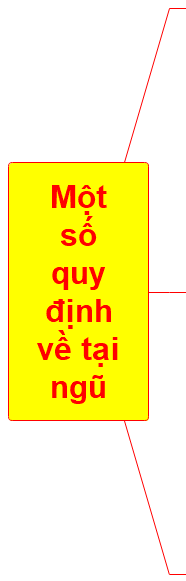 Một
số
quy
định
về tại
ngũ